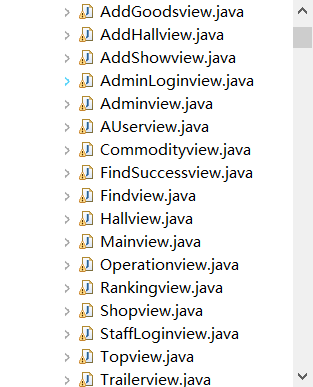 AddGoodsview.java
AddHallview.java
AddShowview.java
AdminLoginview.java
Adminview.java
AUserview.java
Commodityview.java
FindSuccessview.java
Findview.java
Hallview.java
Mainview.java
Operationview.java
Rankingview.java
Shopview.java
StaffLoginview.java
Topview.java
Trailerview.java